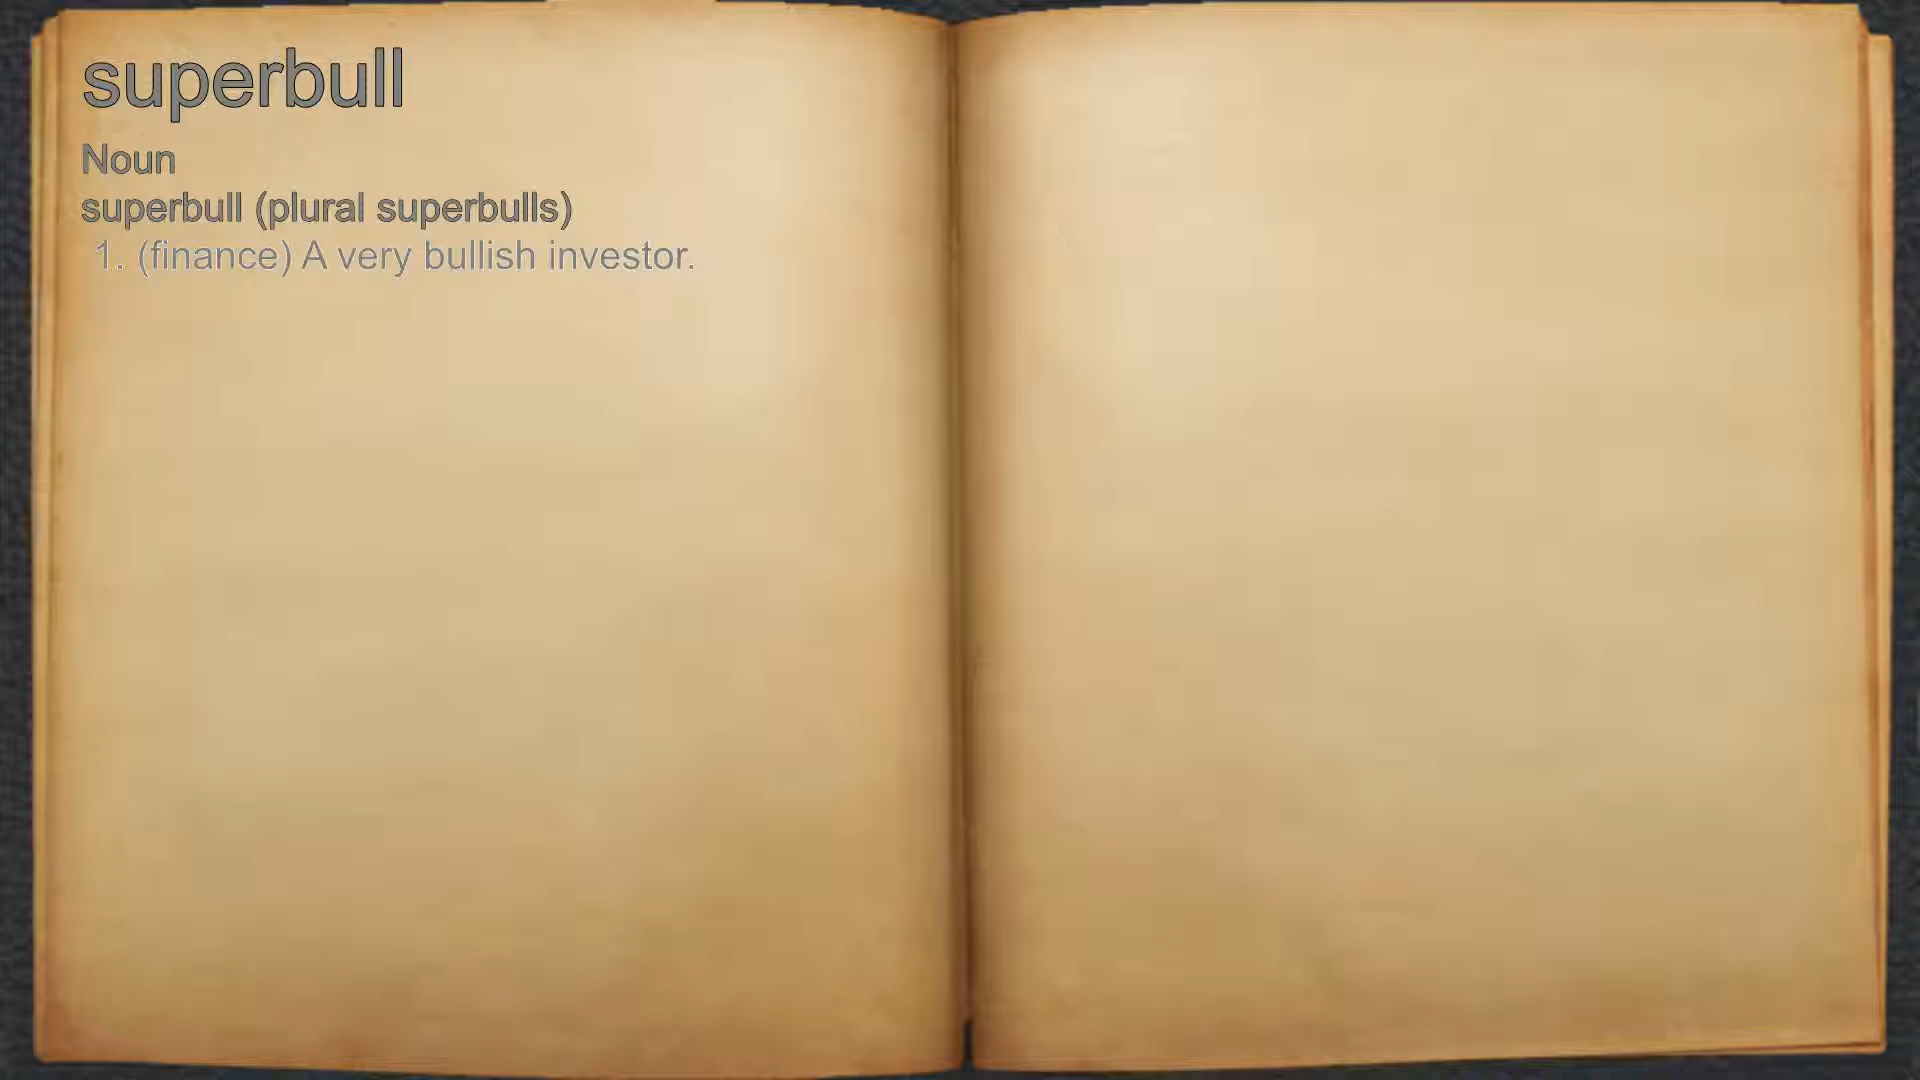 superbull
Noun
superbull (plural superbulls)
1. (finance) A very bullish investor.